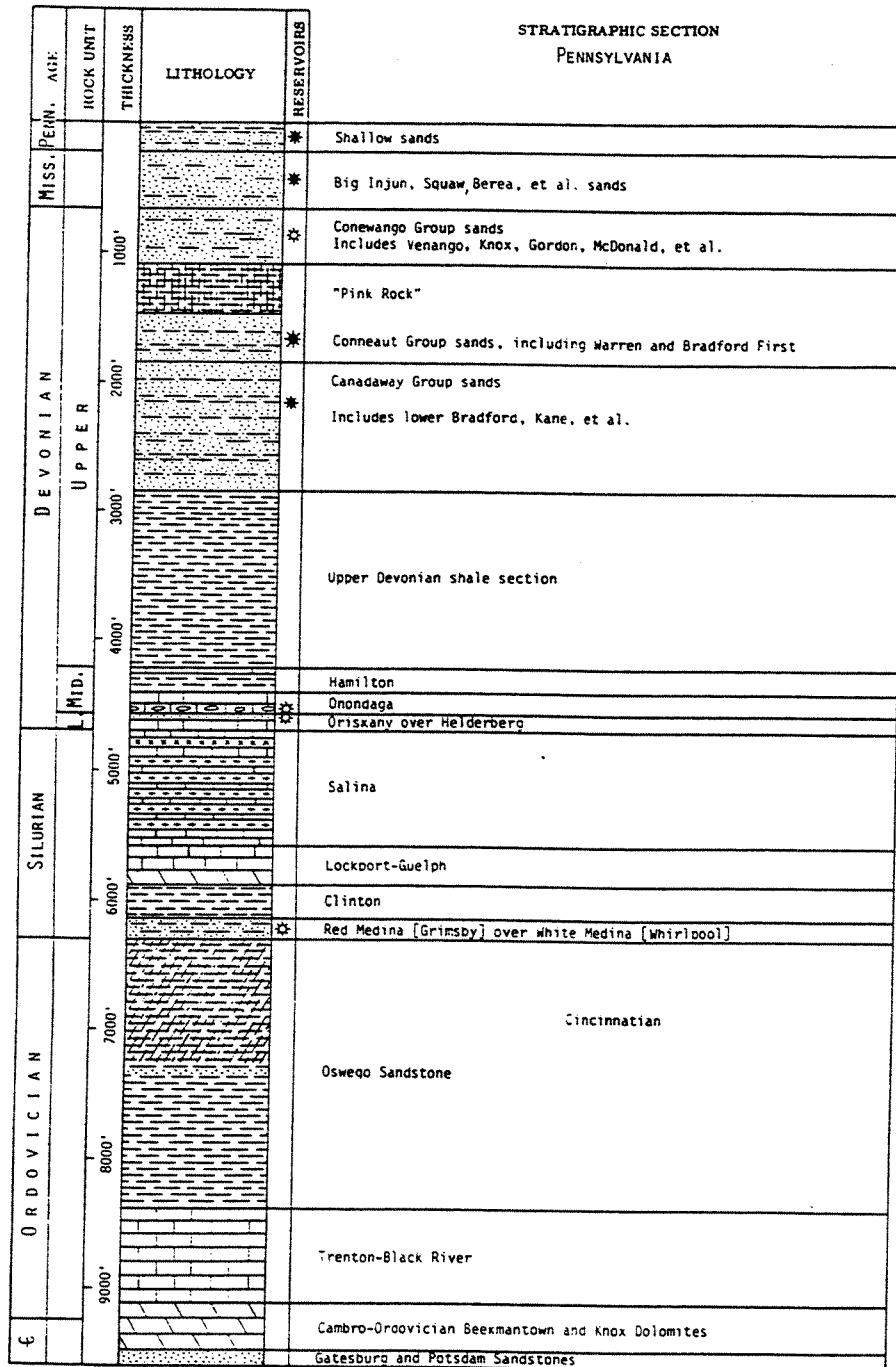 STRATIGRAPHIC SECTION
PENNSYLVANIA
AGE
ROCK UNIT
THICKNESS
LITHOLOGY
RESERVOIRS
PENN.
Shallow sands
MISS.
Big Injun, Squaw, Berea, et al. sands
DEVONIAN
UPPER
Conewango Group sands
Includes Venango, Knox, Gordon, McDonald, et al.
1000'
"Pink Rock"
Conneaut Group sands, including Warren and Bradford First
2000'
Canadaway Group sands
Includes lower Bradford, Kane, et al.
3000'
Upper Devonian shale section
4000'
MID.
Hamilton
Onondaga
L.
Oriskany over Helderberg
SILURIAN
5000'
Salina
Lockport-Guelph
6000'
Clinton
Red Medina [Grimsby] over White Medina [Whirlpool]
ORDOVICIAN
7000'
Cincinnatian
Oswego Sandstone
8000'
Trenton-Black River
9000'
Є
Cambro-Ordovician Beekmantown and Knox Dolomites
Gatesburg and Potsdam Sandstones